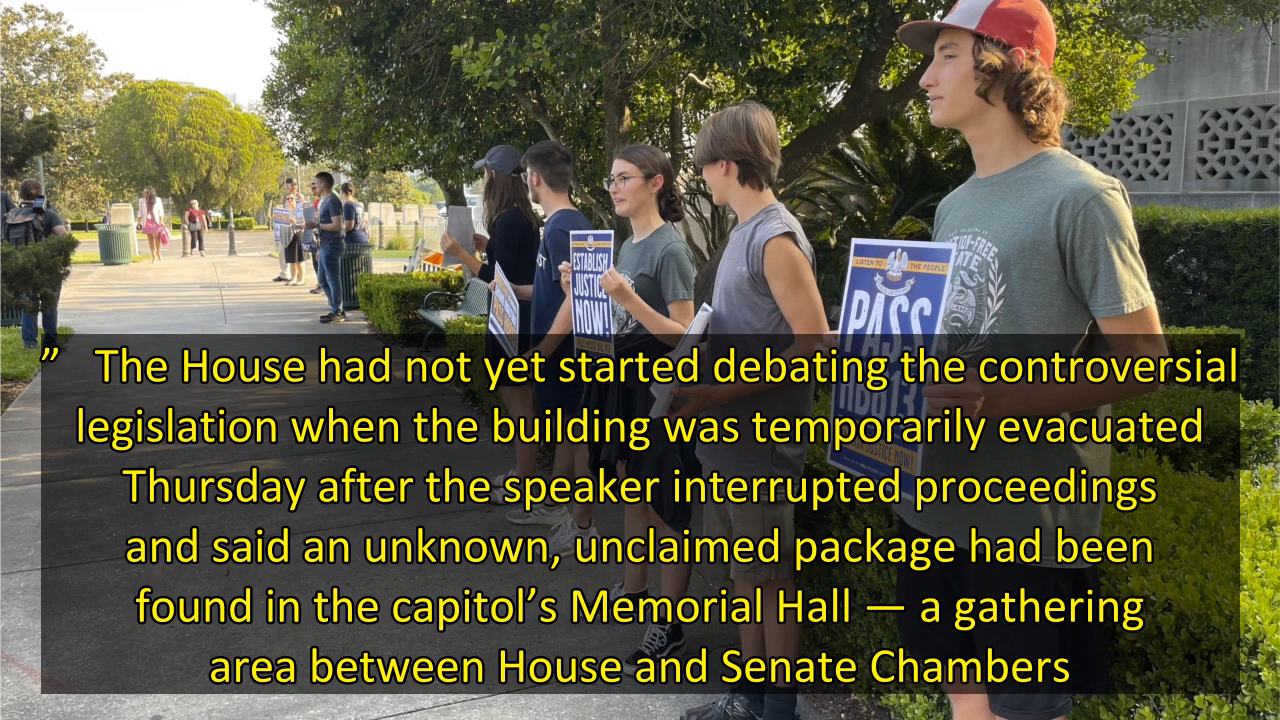 LISTEN TO THE PEOPLE
ESTABLISH
JUSTICE
NOW!
PASS
” The House had not yet started debating the controversial
legislation when the building was temporarily evacuated
Thursday after the speaker interrupted proceedings
and said an unknown, unclaimed package had been
found in the capitol’s Memorial Hall — a gathering
area between House and Senate Chambers